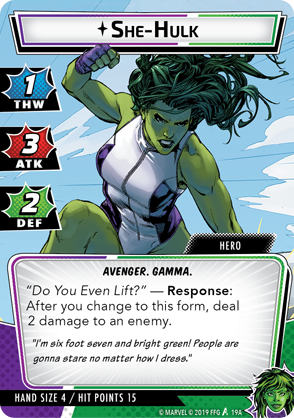 She-Hulk
1
THW
3
ATK
2
DEF
HERO
AVENGER. GAMMA.
“Do You Even Lift?” — Response:
After you change to this form, deal
2 damage to an enemy.
"I'm six foot seven and bright green! People are
gonna stare no matter how I dress."
HAND SIZE 4 / HIT POINTS 15
© MARVEL © 2019 FFG 19A